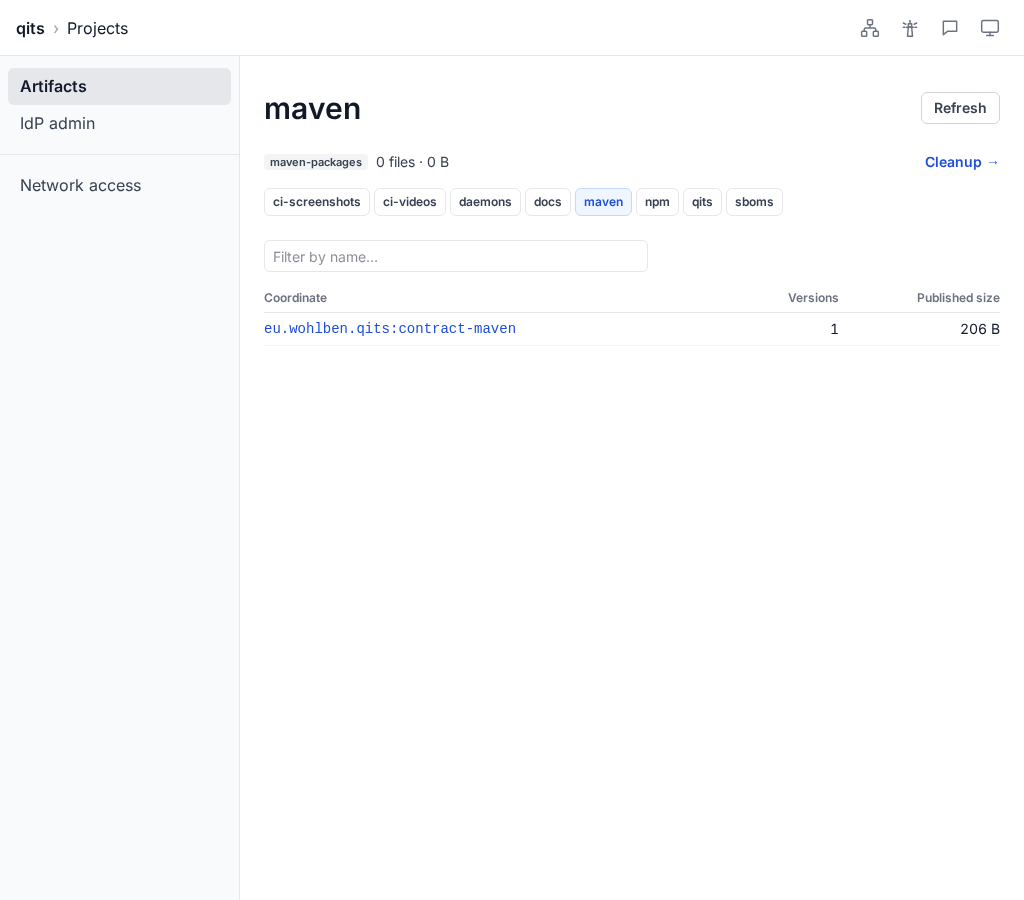 qits › Projects
Artifacts
IdP admin
Network access
maven
Refresh
maven-packages 0 files · 0 B
Cleanup →
ci-screenshots ci-videos daemons docs maven npm qits sboms
Filter by name...
Coordinate Versions Published size
eu.wohlben.qits:contract-maven 1 206 B